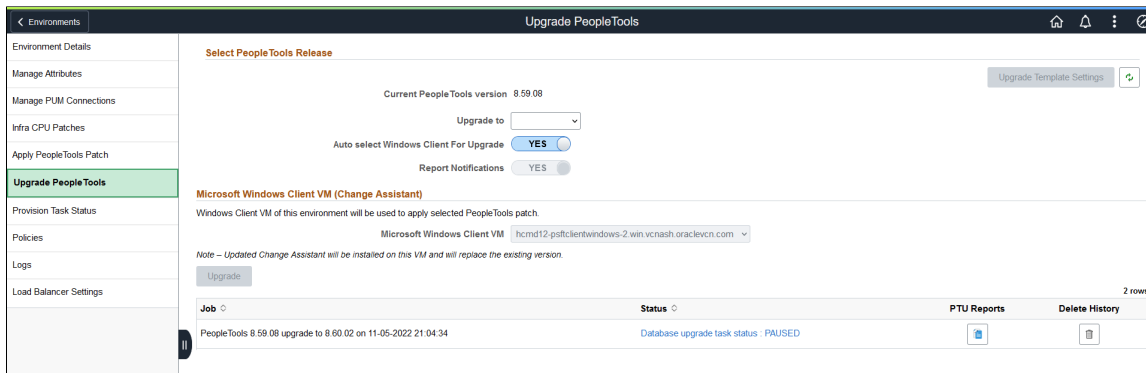 Environments
Upgrade PeopleTools
Environment Details
Manage Attributes
Manage PUM Connections
Infra CPU Patches
Apply PeopleTools Patch
Upgrade PeopleTools
Provision Task Status
Policies
Logs
Load Balancer Settings
Select PeopleTools Release
Upgrade Template Settings
Current PeopleTools version 8.59.08
Upgrade to
Auto select Windows Client For Upgrade YES
Report Notifications YES
Microsoft Windows Client VM (Change Assistant)
Windows Client VM of this environment will be used to apply selected PeopleTools patch.
Microsoft Windows Client VM hcmd12-psftclientwindows-2.win.vcnash.oraclevcn.com
Note – Updated Change Assistant will be installed on this VM and will replace the existing version.
Upgrade
2 rows
Job Status PTU Reports Delete History
PeopleTools 8.59.08 upgrade to 8.60.02 on 11-05-2022 21:04:34 Database upgrade task status : PAUSED